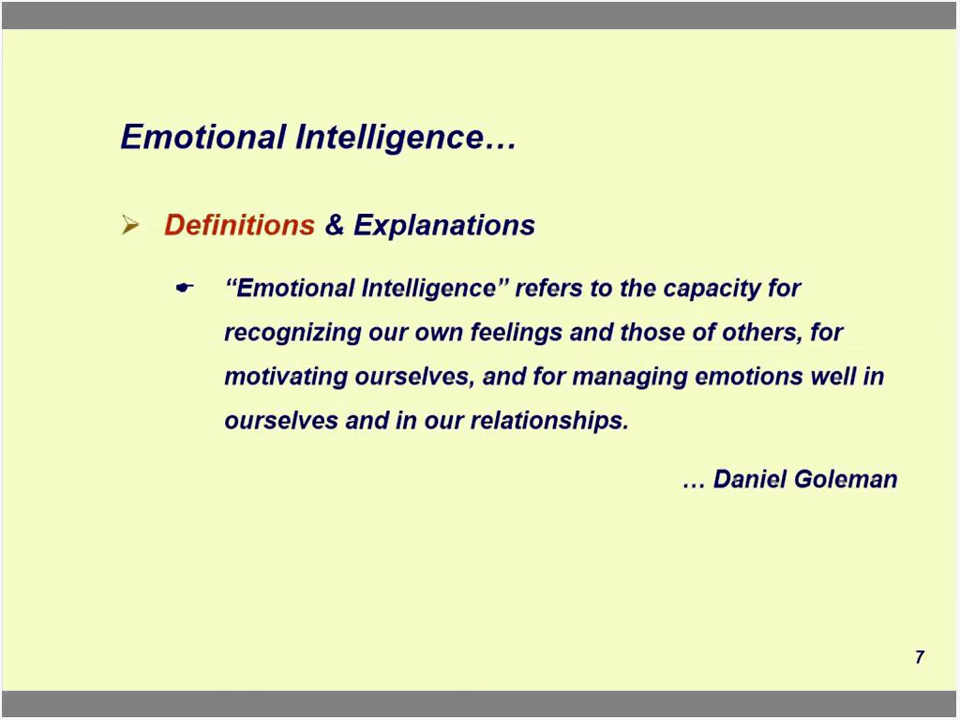 Emotional Intelligence…
Definitions & Explanations
“Emotional Intelligence” refers to the capacity for
recognizing our own feelings and those of others, for
motivating ourselves, and for managing emotions well in
ourselves and in our relationships.
… Daniel Goleman
7